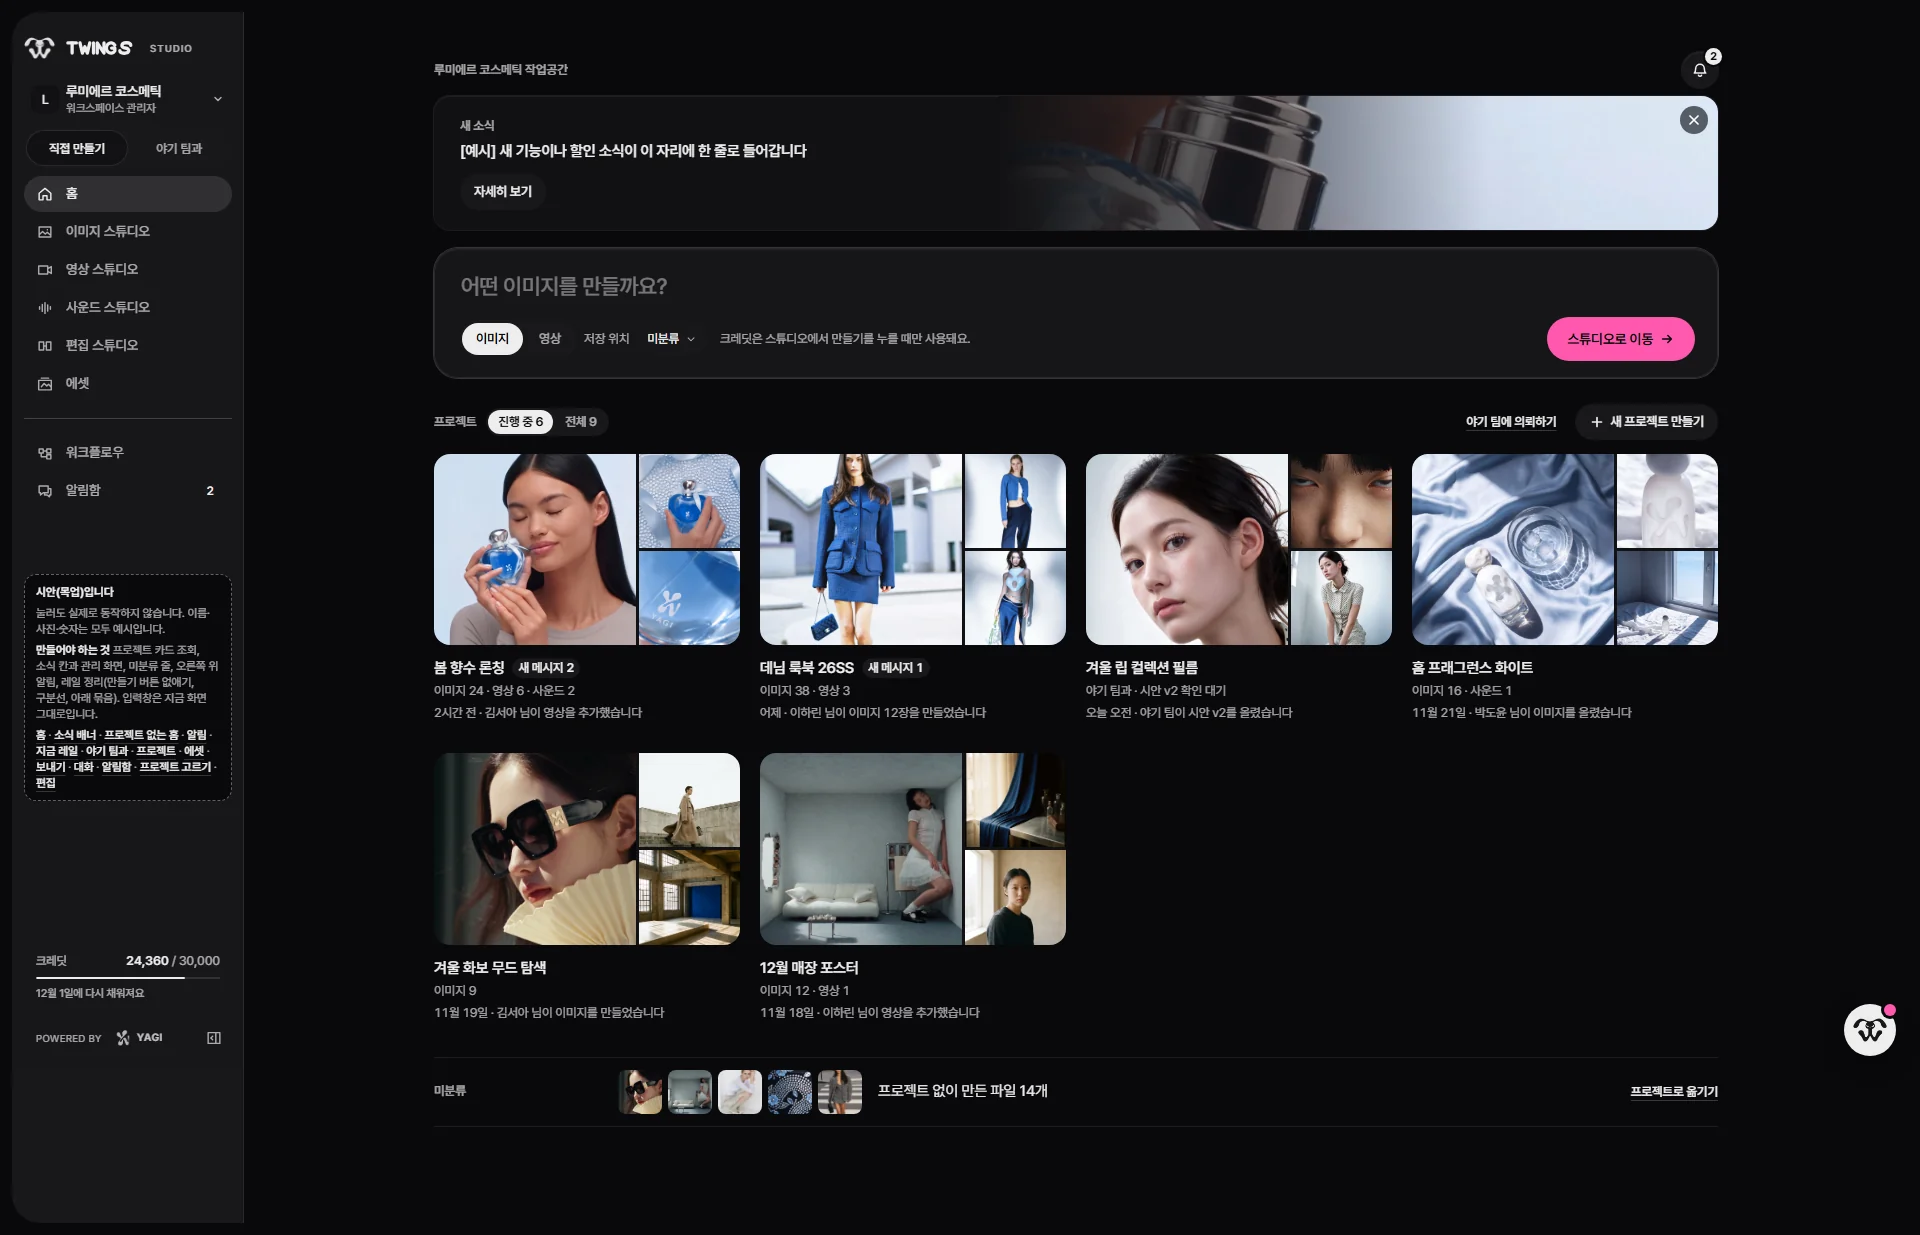 TWINGS STUDIO
L
루미에르 코스메틱
워크스페이스 관리자
직접 만들기
야기 팀과
홈
이미지 스튜디오
영상 스튜디오
사운드 스튜디오
편집 스튜디오
에셋
워크플로우
알림함 2
시안(목업)입니다
눌러도 실제로 동작하지 않습니다. 이름·
사진·숫자는 모두 예시입니다.
만들어야 하는 것 프로젝트 카드 조회,
소식 칸과 관리 화면, 미분류 줄, 오른쪽 위
알림, 레일 정리(만들기 버튼 없애기,
구분선, 아래 묶음). 입력창은 지금 화면
그대로입니다.
홈 · 소식 배너 · 프로젝트 없는 홈 · 알림 ·
지금 레일 · 야기 팀과 · 프로젝트 · 에셋 ·
보내기 · 대화 · 알림함 · 프로젝트 고르기 ·
편집
크레딧 24,360 / 30,000
12월 1일에 다시 채워져요
POWERED BY YAGI
루미에르 코스메틱 작업공간
2
새 소식
[예시] 새 기능이나 할인 소식이 이 자리에 한 줄로 들어갑니다
자세히 보기
어떤 이미지를 만들까요?
이미지 영상 저장 위치 미분류 크레딧은 스튜디오에서 만들기를 누를 때만 사용돼요.
스튜디오로 이동 →
프로젝트 진행 중 6 전체 9
야기 팀에 의뢰하기
+ 새 프로젝트 만들기
봄 향수 론칭 새 메시지 2
이미지 24 · 영상 6 · 사운드 2
2시간 전 · 김서아 님이 영상을 추가했습니다
데님 룩북 26SS 새 메시지 1
이미지 38 · 영상 3
어제 · 이하린 님이 이미지 12장을 만들었습니다
겨울 립 컬렉션 필름
야기 팀과 · 시안 v2 확인 대기
오늘 오전 · 야기 팀이 시안 v2를 올렸습니다
홈 프래그런스 화이트
이미지 16 · 사운드 1
11월 21일 · 박도윤 님이 이미지를 올렸습니다
겨울 화보 무드 탐색
이미지 9
11월 19일 · 김서아 님이 이미지를 만들었습니다
12월 매장 포스터
이미지 12 · 영상 1
11월 18일 · 이하린 님이 영상을 추가했습니다
미분류
프로젝트 없이 만든 파일 14개
프로젝트로 옮기기